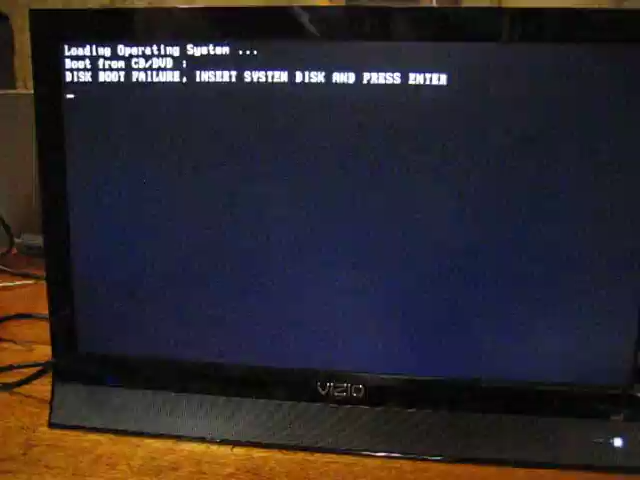 Loading Operating System ...
Boot from CD/DVD :
DISK BOOT FAILURE, INSERT SYSTEM DISK AND PRESS ENTER
VIZIO